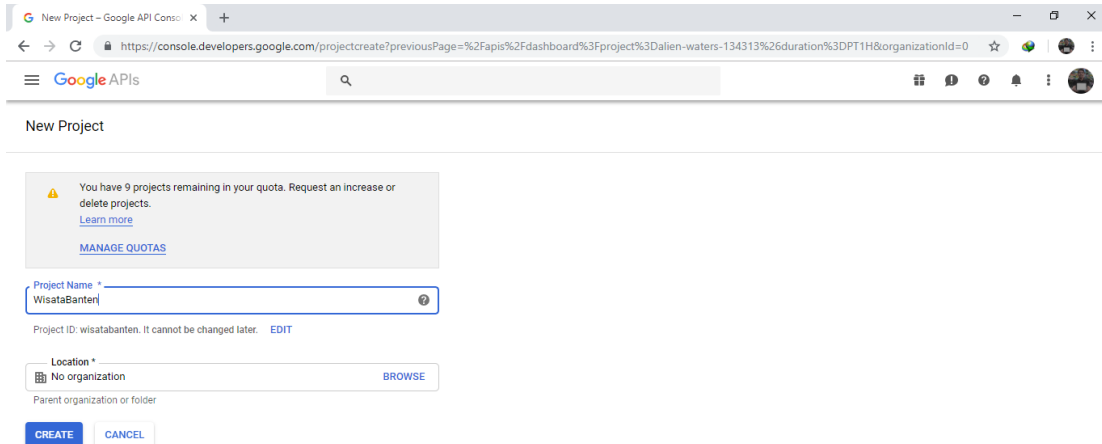 New Project – Google API Conso
https://console.developers.google.com/projectcreate?previousPage=%2Fapis%2Fdashboard%3Fproject%3Dalien-waters-134313%26duration%3DPT1H&organizationId=0
Google APIs
New Project
You have 9 projects remaining in your quota. Request an increase or
delete projects.
Learn more
MANAGE QUOTAS
Project Name *
WisataBanten
Project ID: wisatabanten. It cannot be changed later. EDIT
Location *
No organization BROWSE
Parent organization or folder
CREATE CANCEL